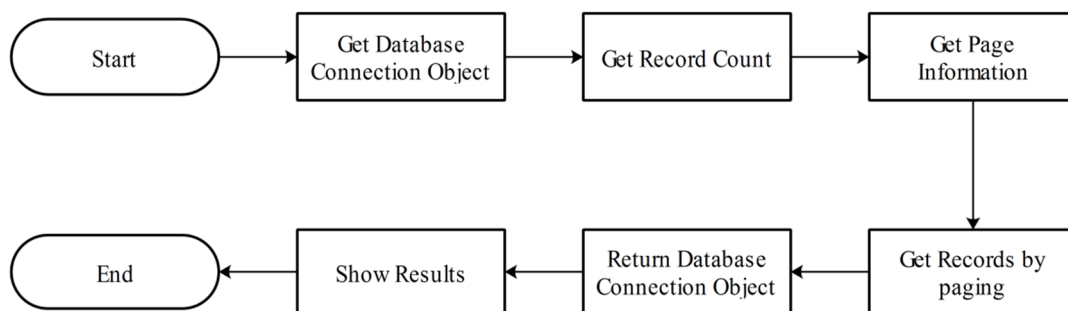 Start
Get Database
Connection Object
Get Record Count
Get Page
Information
Get Records by
paging
Return Database
Connection Object
Show Results
End